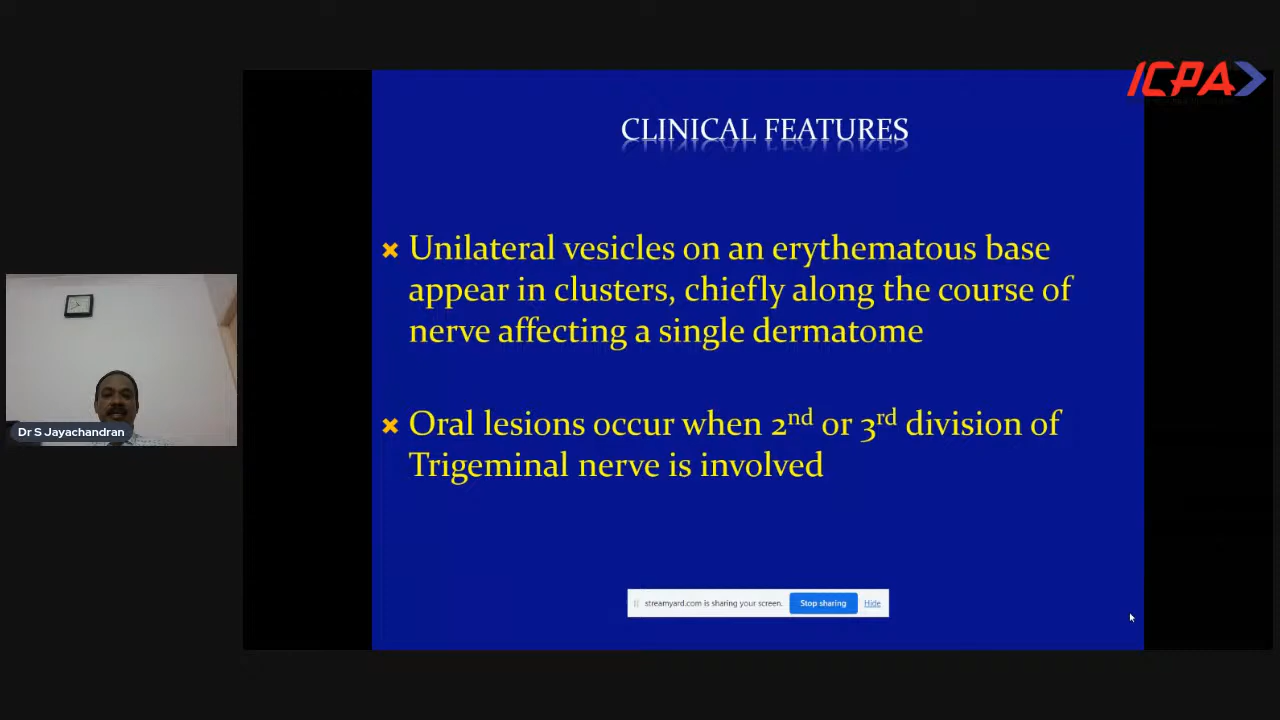 ICPA
CLINICAL FEATURES
Unilateral vesicles on an erythematous base
appear in clusters, chiefly along the course of
nerve affecting a single dermatome
Oral lesions occur when 2nd or 3rd division of
Trigeminal nerve is involved
Dr S Jayachandran
streamyard.com is sharing your screen. Stop sharing Hide